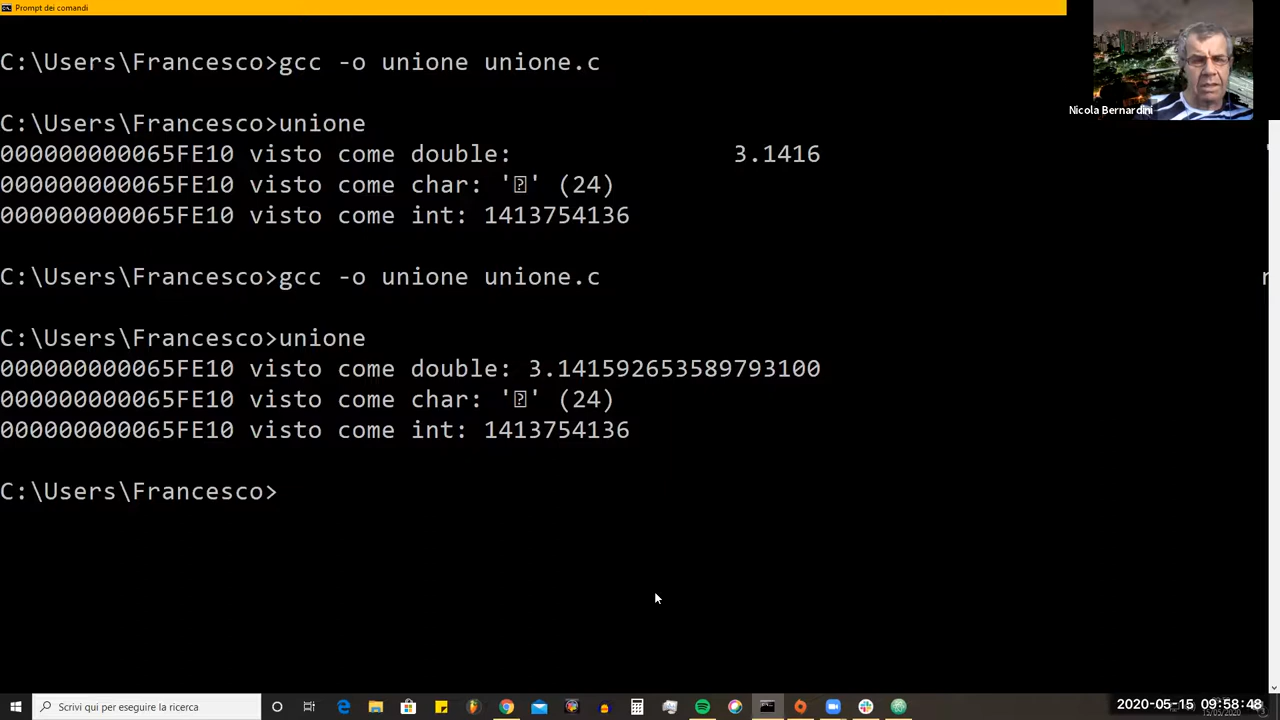 Prompt dei comandi
C:\Users\Francesco>gcc -o unione unione.c
Nicola Bernardini
C:\Users\Francesco>unione
000000000065FE10 visto come double:               3.1416
000000000065FE10 visto come char: '⍰' (24)
000000000065FE10 visto come int: 1413754136
C:\Users\Francesco>gcc -o unione unione.c
C:\Users\Francesco>unione
000000000065FE10 visto come double: 3.141592653589793100
000000000065FE10 visto come char: '⍰' (24)
000000000065FE10 visto come int: 1413754136
C:\Users\Francesco>
Scrivi qui per eseguire la ricerca
2020-05-15 09:58:48